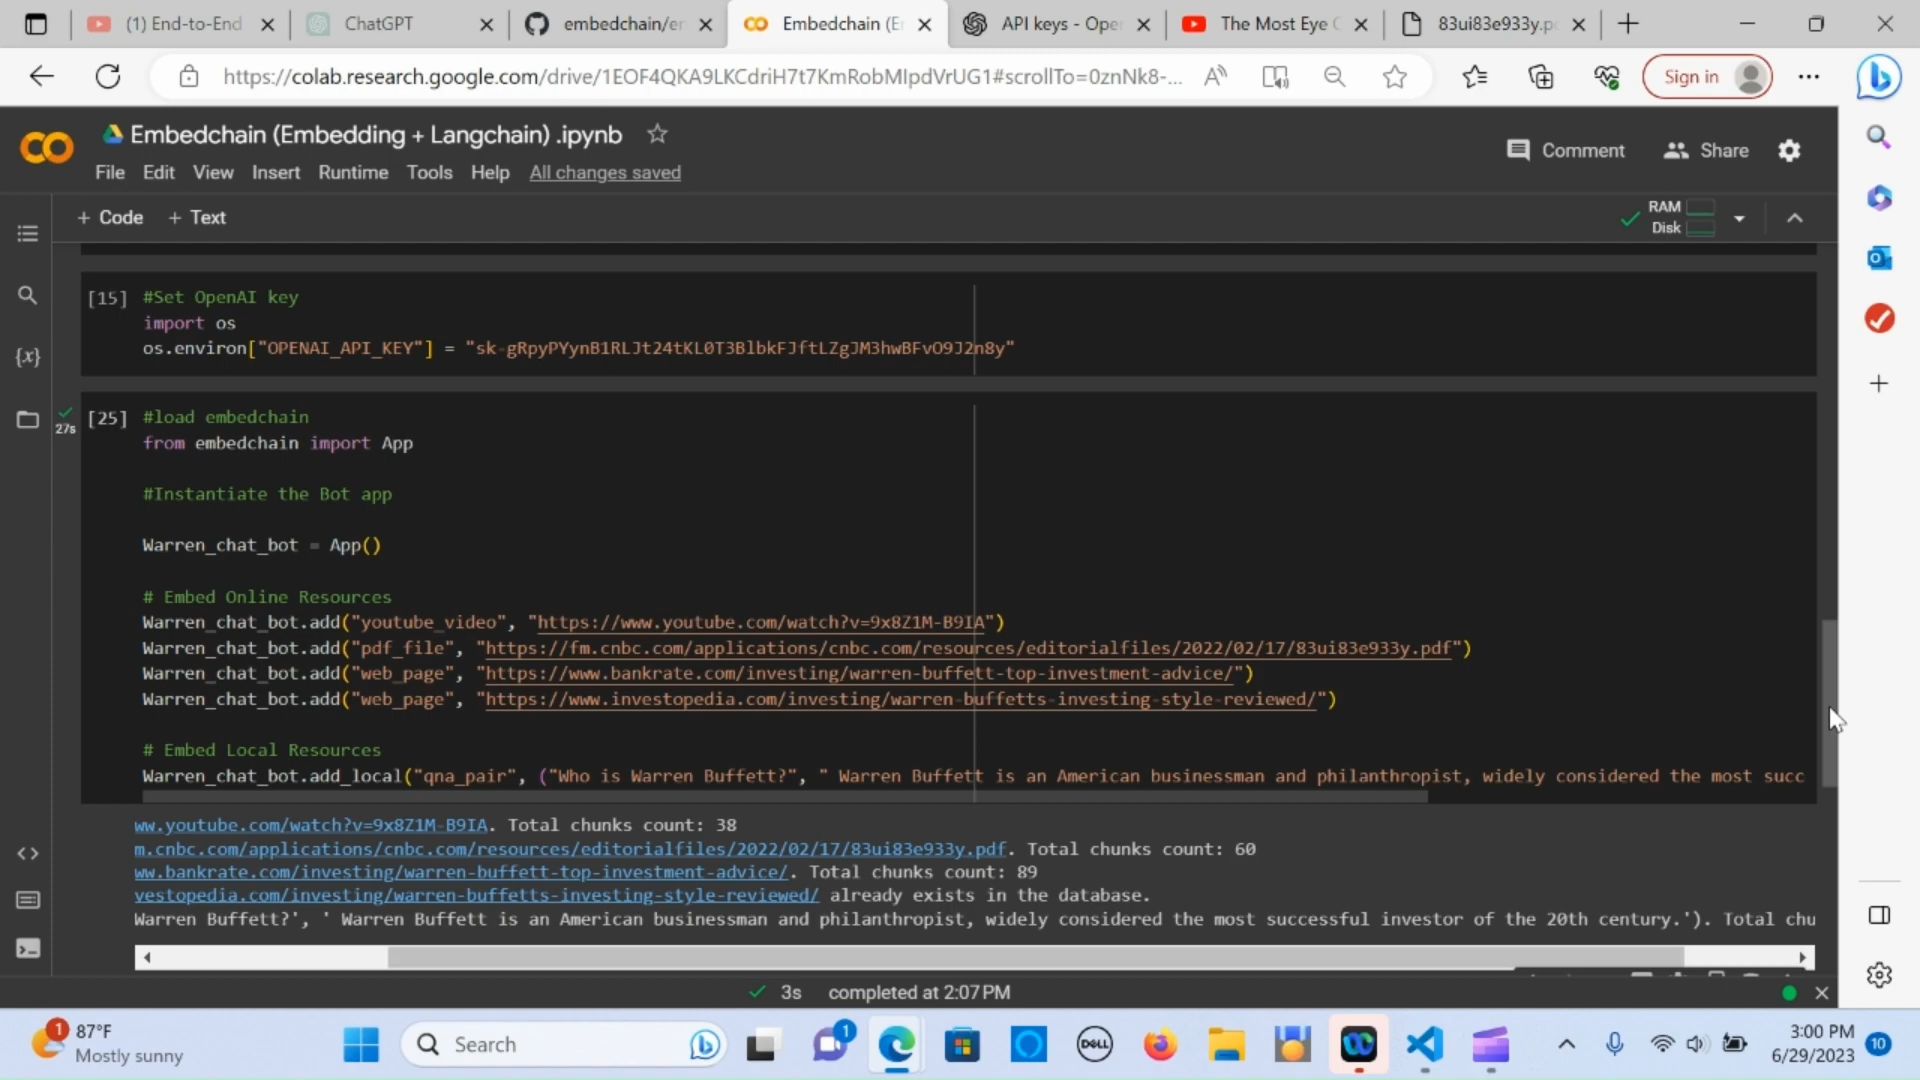 (1) End-to-End
ChatGPT
embedchain/em
Embedchain (E
API keys - Ope
The Most Eye C
83ui83e933y.p
https://colab.research.google.com/drive/1EOF4QKA9LKCdriH7t7KmRobMIpdVrUG1#scrollTo=0znNk8-...
Sign in
Embedchain (Embedding + Langchain) .ipynb
Comment
Share
File Edit View Insert Runtime Tools Help All changes saved
+ Code + Text
RAM
Disk
[15] #Set OpenAI key
import os
os.environ["OPENAI_API_KEY"] = "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"
27s
[25] #load embedchain
from embedchain import App
#Instantiate the Bot app
Warren_chat_bot = App()
# Embed Online Resources
Warren_chat_bot.add("youtube_video", "https://www.youtube.com/watch?v=9x8Z1M-B9IA")
Warren_chat_bot.add("pdf_file", "https://fm.cnbc.com/applications/cnbc.com/resources/editorialfiles/2022/02/17/83ui83e933y.pdf")
Warren_chat_bot.add("web_page", "https://www.bankrate.com/investing/warren-buffett-top-investment-advice/")
Warren_chat_bot.add("web_page", "https://www.investopedia.com/investing/warren-buffetts-investing-style-reviewed/")
# Embed Local Resources
Warren_chat_bot.add_local("qna_pair", ("Who is Warren Buffett?", " Warren Buffett is an American businessman and philanthropist, widely considered the most succ
ww.youtube.com/watch?v=9x8Z1M-B9IA. Total chunks count: 38
m.cnbc.com/applications/cnbc.com/resources/editorialfiles/2022/02/17/83ui83e933y.pdf. Total chunks count: 60
ww.bankrate.com/investing/warren-buffett-top-investment-advice/. Total chunks count: 89
vestopedia.com/investing/warren-buffetts-investing-style-reviewed/ already exists in the database.
Warren Buffett?', ' Warren Buffett is an American businessman and philanthropist, widely considered the most successful investor of the 20th century.'). Total chu
3s completed at 2:07 PM
1
87°F
Mostly sunny
Search
1
DELL
3:00 PM
6/29/2023
10